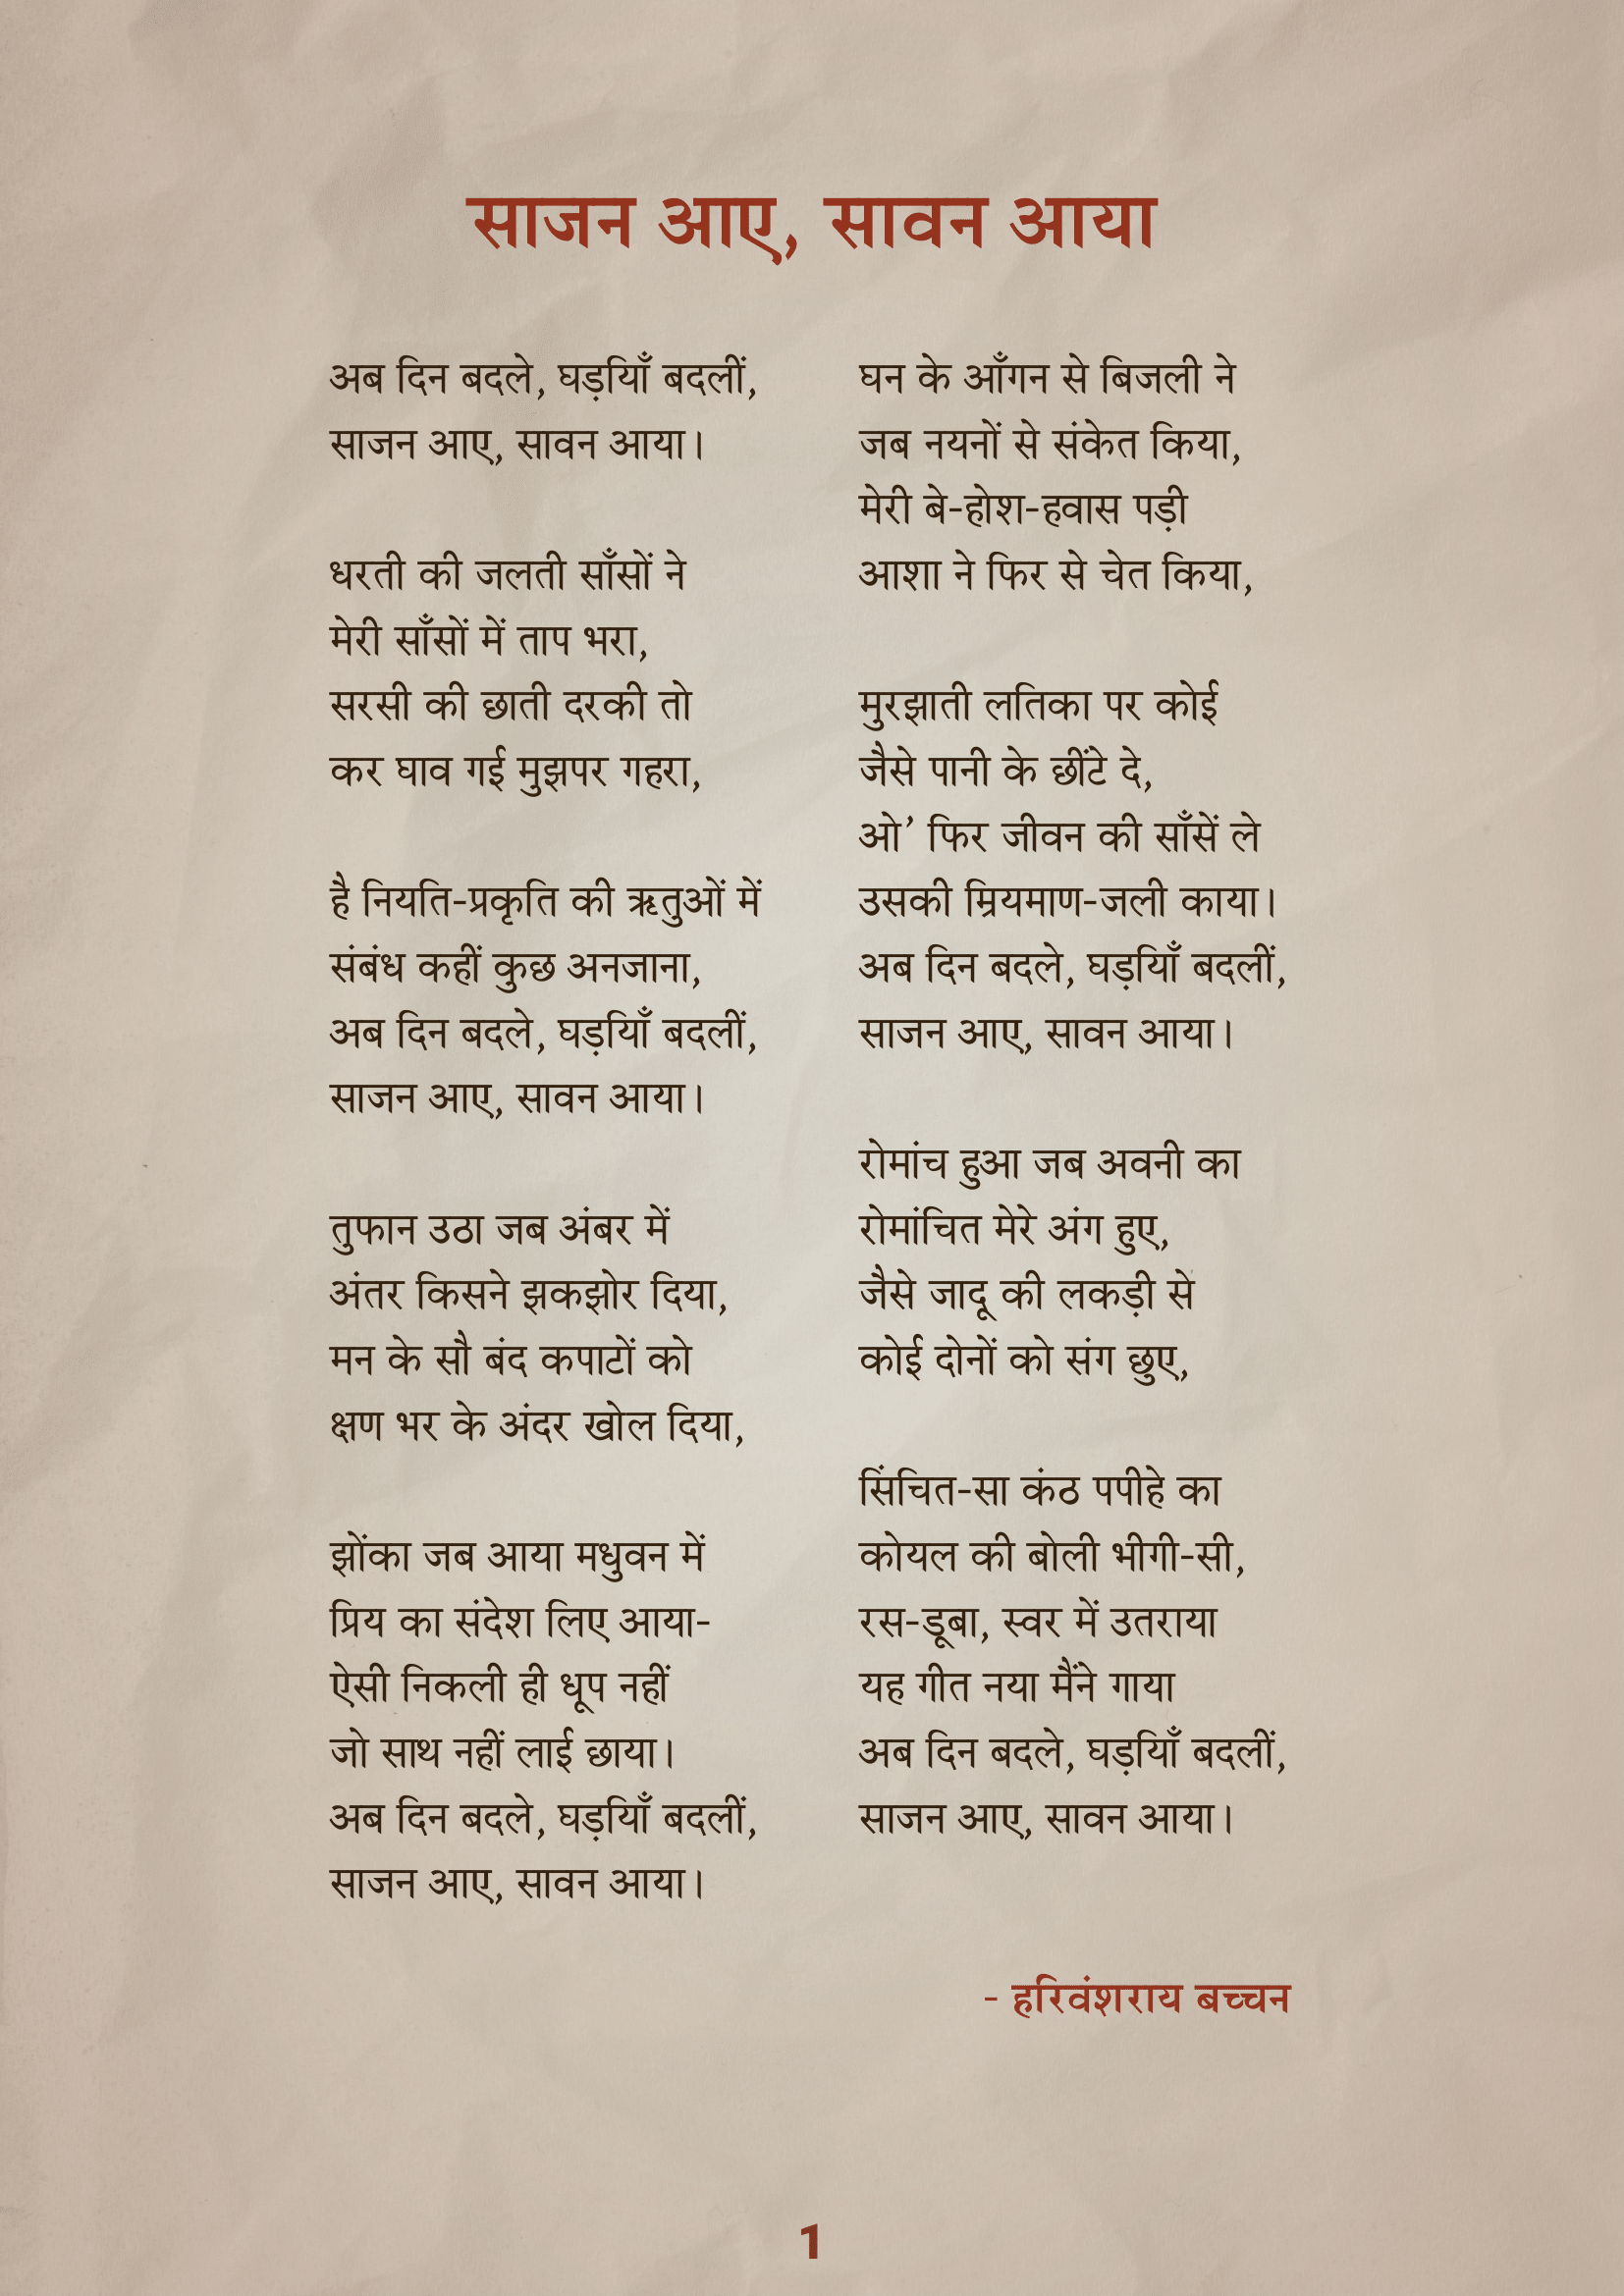 साजन आए, सावन आया
अब दिन बदले, घड़ियाँ बदलीं,
साजन आए, सावन आया।
धरती की जलती साँसों ने
मेरी साँसों में ताप भरा,
सरसी की छाती दरकी तो
कर घाव गई मुझपर गहरा,
है नियति-प्रकृति की ऋतुओं में
संबंध कहीं कुछ अनजाना,
अब दिन बदले, घड़ियाँ बदलीं,
साजन आए, सावन आया।
तुफान उठा जब अंबर में
अंतर किसने झकझोर दिया,
मन के सौ बंद कपाटों को
क्षण भर के अंदर खोल दिया,
झोंका जब आया मधुवन में
प्रिय का संदेश लिए आया-
ऐसी निकली ही धूप नहीं
जो साथ नहीं लाई छाया।
अब दिन बदले, घड़ियाँ बदलीं,
साजन आए, सावन आया।
घन के आँगन से बिजली ने
जब नयनों से संकेत किया,
मेरी बे-होश-हवास पड़ी
आशा ने फिर से चेत किया,
मुरझाती लतिका पर कोई
जैसे पानी के छींटे दे,
ओ’ फिर जीवन की साँसें ले
उसकी म्रियमाण-जली काया।
अब दिन बदले, घड़ियाँ बदलीं,
साजन आए, सावन आया।
रोमांच हुआ जब अवनी का
रोमांचित मेरे अंग हुए,
जैसे जादू की लकड़ी से
कोई दोनों को संग छुए,
सिंचित-सा कंठ पपीहे का
कोयल की बोली भीगी-सी,
रस-डूबा, स्वर में उतराया
यह गीत नया मैंने गाया
अब दिन बदले, घड़ियाँ बदलीं,
साजन आए, सावन आया।
- हरिवंशराय बच्चन
1